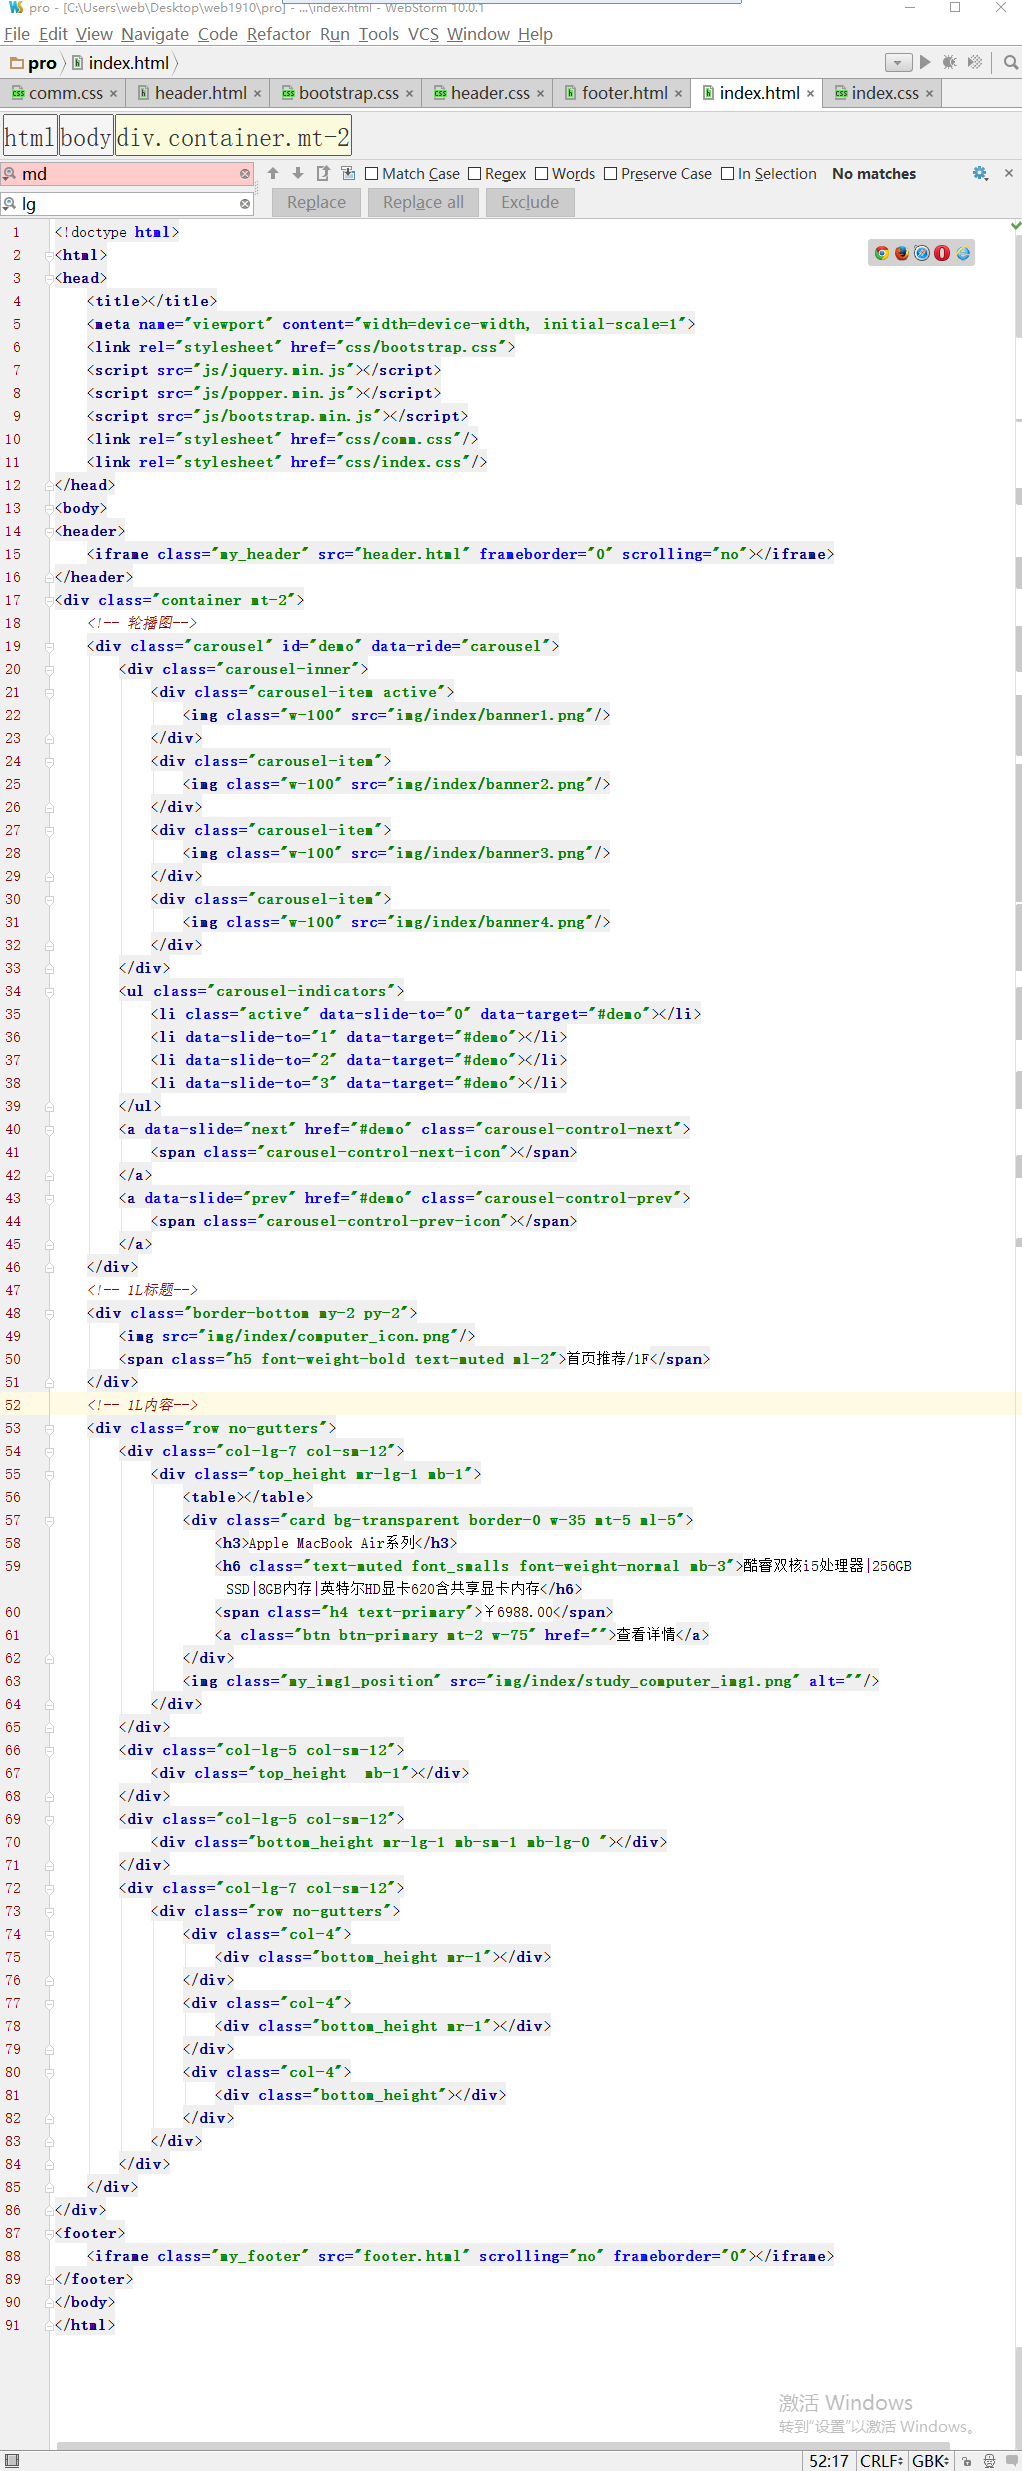 pro - [C:\Users\web\Desktop\web1910\pro] - ...\index.html - WebStorm 10.0.1
File Edit View Navigate Code Refactor Run Tools VCS Window Help
pro index.html
comm.css × header.html × bootstrap.css × header.css × footer.html × index.html × index.css ×
html body div.container.mt-2
md Match Case Regex Words Preserve Case In Selection No matches
lg Replace Replace all Exclude
1 <!doctype html>
2 <html>
3 <head>
4 <title></title>
5 <meta name="viewport" content="width=device-width, initial-scale=1">
6 <link rel="stylesheet" href="css/bootstrap.css">
7 <script src="js/jquery.min.js"></script>
8 <script src="js/popper.min.js"></script>
9 <script src="js/bootstrap.min.js"></script>
10 <link rel="stylesheet" href="css/comm.css"/>
11 <link rel="stylesheet" href="css/index.css"/>
12 </head>
13 <body>
14 <header>
15 <iframe class="my_header" src="header.html" frameborder="0" scrolling="no"></iframe>
16 </header>
17 <div class="container mt-2">
18 <!-- 轮播图-->
19 <div class="carousel" id="demo" data-ride="carousel">
20 <div class="carousel-inner">
21 <div class="carousel-item active">
22 <img class="w-100" src="img/index/banner1.png"/>
23 </div>
24 <div class="carousel-item">
25 <img class="w-100" src="img/index/banner2.png"/>
26 </div>
27 <div class="carousel-item">
28 <img class="w-100" src="img/index/banner3.png"/>
29 </div>
30 <div class="carousel-item">
31 <img class="w-100" src="img/index/banner4.png"/>
32 </div>
33 </div>
34 <ul class="carousel-indicators">
35 <li class="active" data-slide-to="0" data-target="#demo"></li>
36 <li data-slide-to="1" data-target="#demo"></li>
37 <li data-slide-to="2" data-target="#demo"></li>
38 <li data-slide-to="3" data-target="#demo"></li>
39 </ul>
40 <a data-slide="next" href="#demo" class="carousel-control-next">
41 <span class="carousel-control-next-icon"></span>
42 </a>
43 <a data-slide="prev" href="#demo" class="carousel-control-prev">
44 <span class="carousel-control-prev-icon"></span>
45 </a>
46 </div>
47 <!-- 1L标题-->
48 <div class="border-bottom my-2 py-2">
49 <img src="img/index/computer_icon.png"/>
50 <span class="h5 font-weight-bold text-muted ml-2">首页推荐/1F</span>
51 </div>
52 <!-- 1L内容-->
53 <div class="row no-gutters">
54 <div class="col-lg-7 col-sm-12">
55 <div class="top_height mr-lg-1 mb-1">
56 <table></table>
57 <div class="card bg-transparent border-0 w-35 mt-5 ml-5">
58 <h3>Apple MacBook Air系列</h3>
59 <h6 class="text-muted font_smalls font-weight-normal mb-3">酷睿双核i5处理器|256GB
SSD|8GB内存|英特尔HD显卡620含共享显卡内存</h6>
60 <span class="h4 text-primary">￥6988.00</span>
61 <a class="btn btn-primary mt-2 w-75" href="">查看详情</a>
62 </div>
63 <img class="my_img1_position" src="img/index/study_computer_img1.png" alt=""/>
64 </div>
65 </div>
66 <div class="col-lg-5 col-sm-12">
67 <div class="top_height  mb-1"></div>
68 </div>
69 <div class="col-lg-5 col-sm-12">
70 <div class="bottom_height mr-lg-1 mb-sm-1 mb-lg-0 "></div>
71 </div>
72 <div class="col-lg-7 col-sm-12">
73 <div class="row no-gutters">
74 <div class="col-4">
75 <div class="bottom_height mr-1"></div>
76 </div>
77 <div class="col-4">
78 <div class="bottom_height mr-1"></div>
79 </div>
80 <div class="col-4">
81 <div class="bottom_height"></div>
82 </div>
83 </div>
84 </div>
85 </div>
86 </div>
87 <footer>
88 <iframe class="my_footer" src="footer.html" scrolling="no" frameborder="0"></iframe>
89 </footer>
90 </body>
91 </html>
激活 Windows
转到"设置"以激活 Windows。
52:17 CRLF GBK